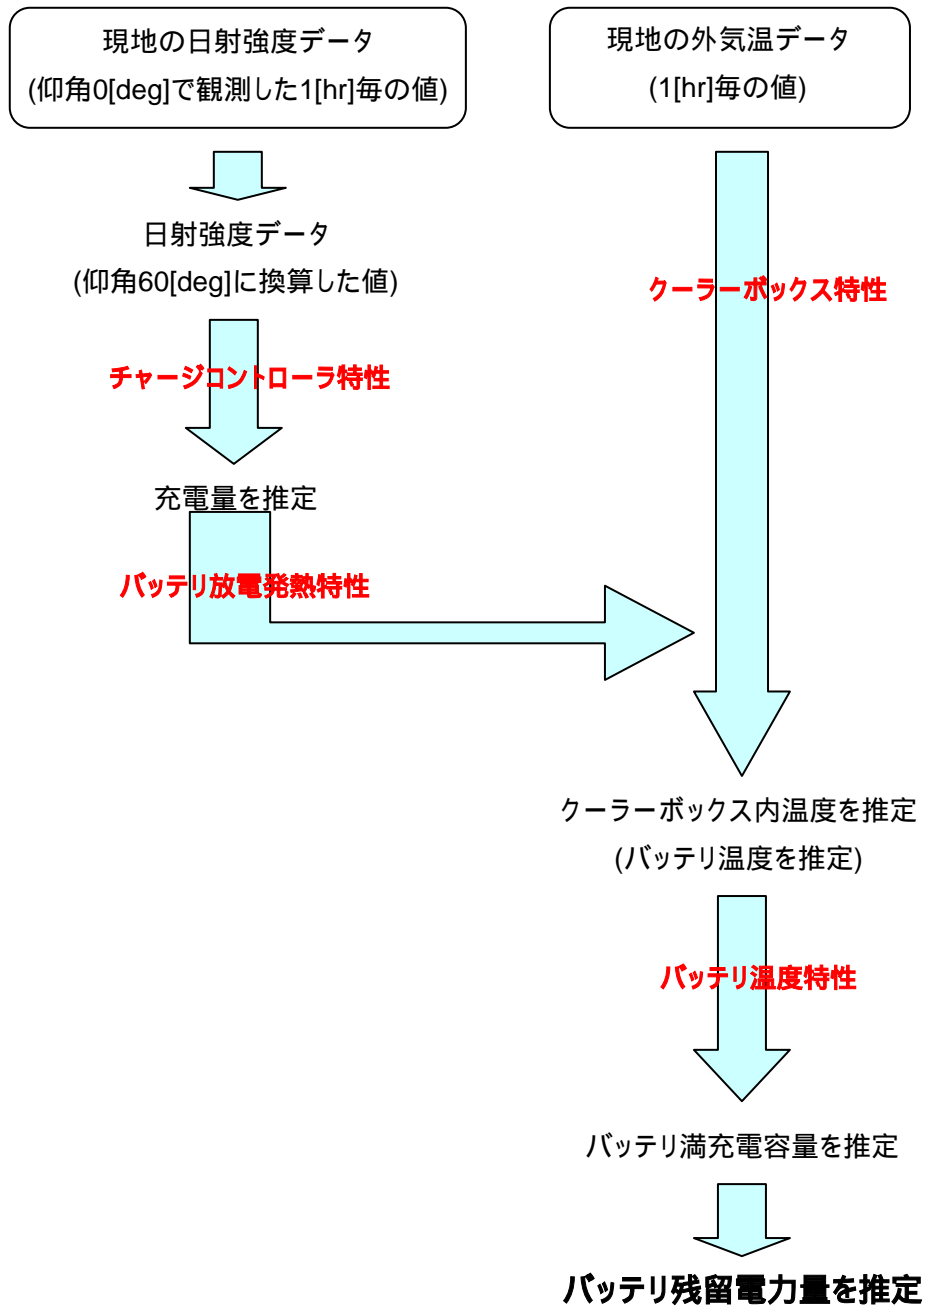 現地の日射強度データ
(仰角0[deg]で観測した1[hr]毎の値)
現地の外気温データ
(1[hr]毎の値)
日射強度データ
(仰角60[deg]に換算した値)
クーラーボックス特性
チャージコントローラ特性
充電量を推定
バッテリ放電発熱特性
クーラーボックス内温度を推定
(バッテリ温度を推定)
バッテリ温度特性
バッテリ満充電容量を推定
バッテリ残留電力量を推定